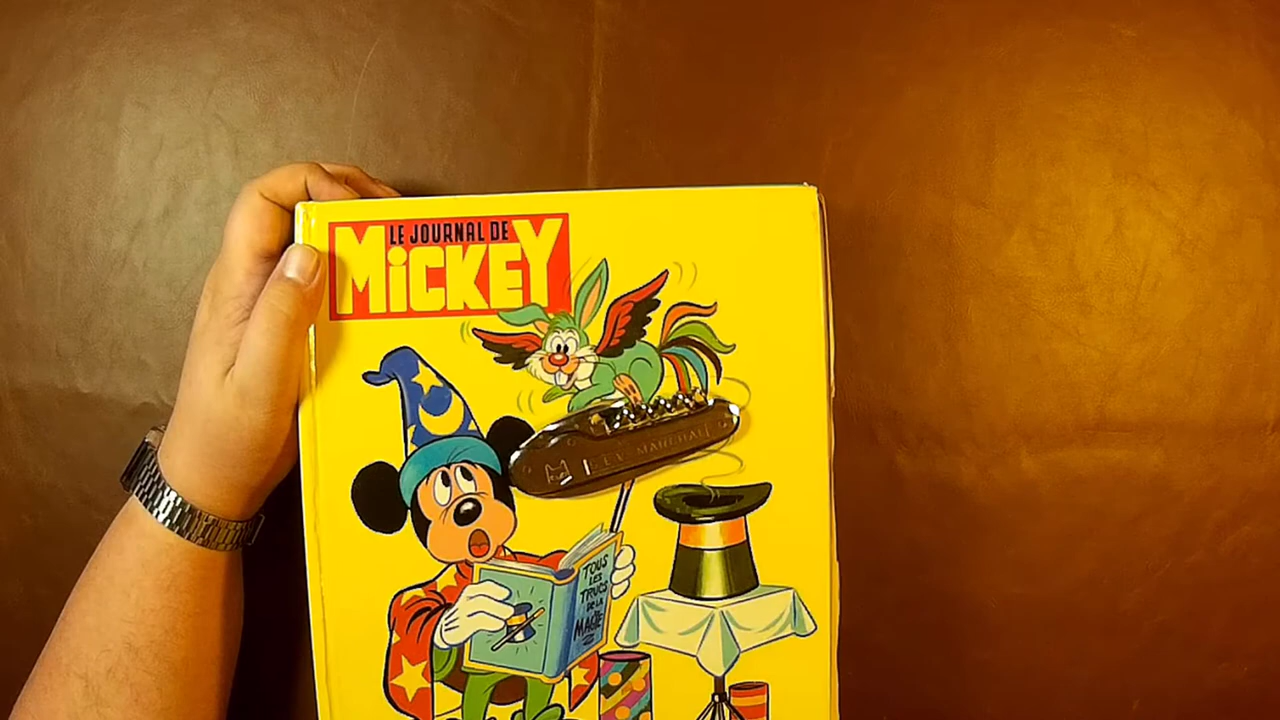 LE JOURNAL DE
MiCKEY
TOUS
LES
TRUCS
DE LA
MAGIE